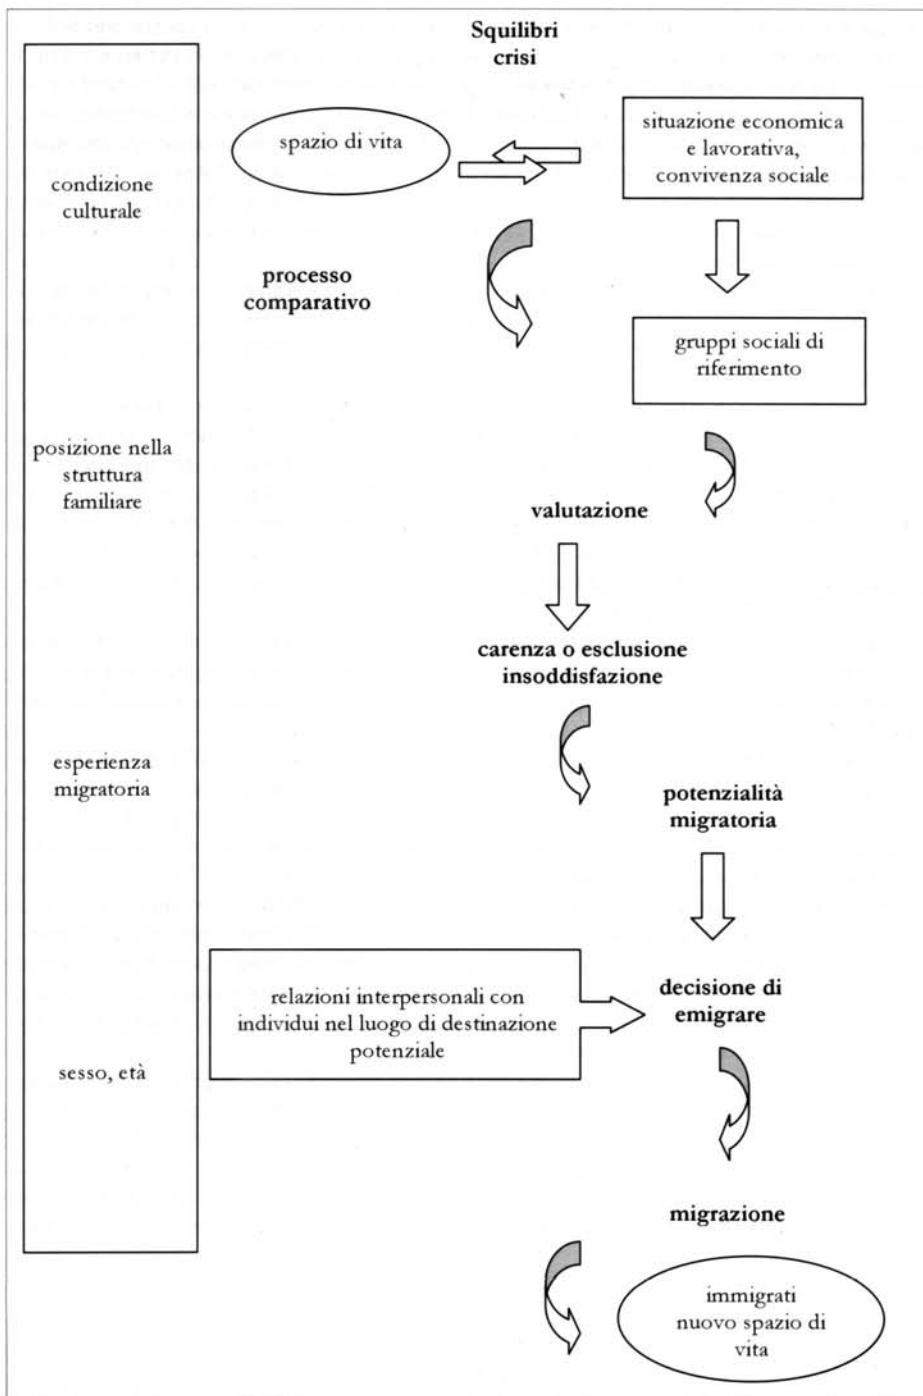 Squilibri
crisi
spazio di vita
situazione economica
e lavorativa,
convivenza sociale
condizione
culturale
processo
comparativo
gruppi sociali di
riferimento
posizione nella
struttura
familiare
valutazione
carenza o esclusione
insoddisfazione
esperienza
migratoria
potenzialità
migratoria
relazioni interpersonali con
individui nel luogo di destinazione
potenziale
decisione di
emigrare
sesso, età
migrazione
immigrati
nuovo spazio di
vita